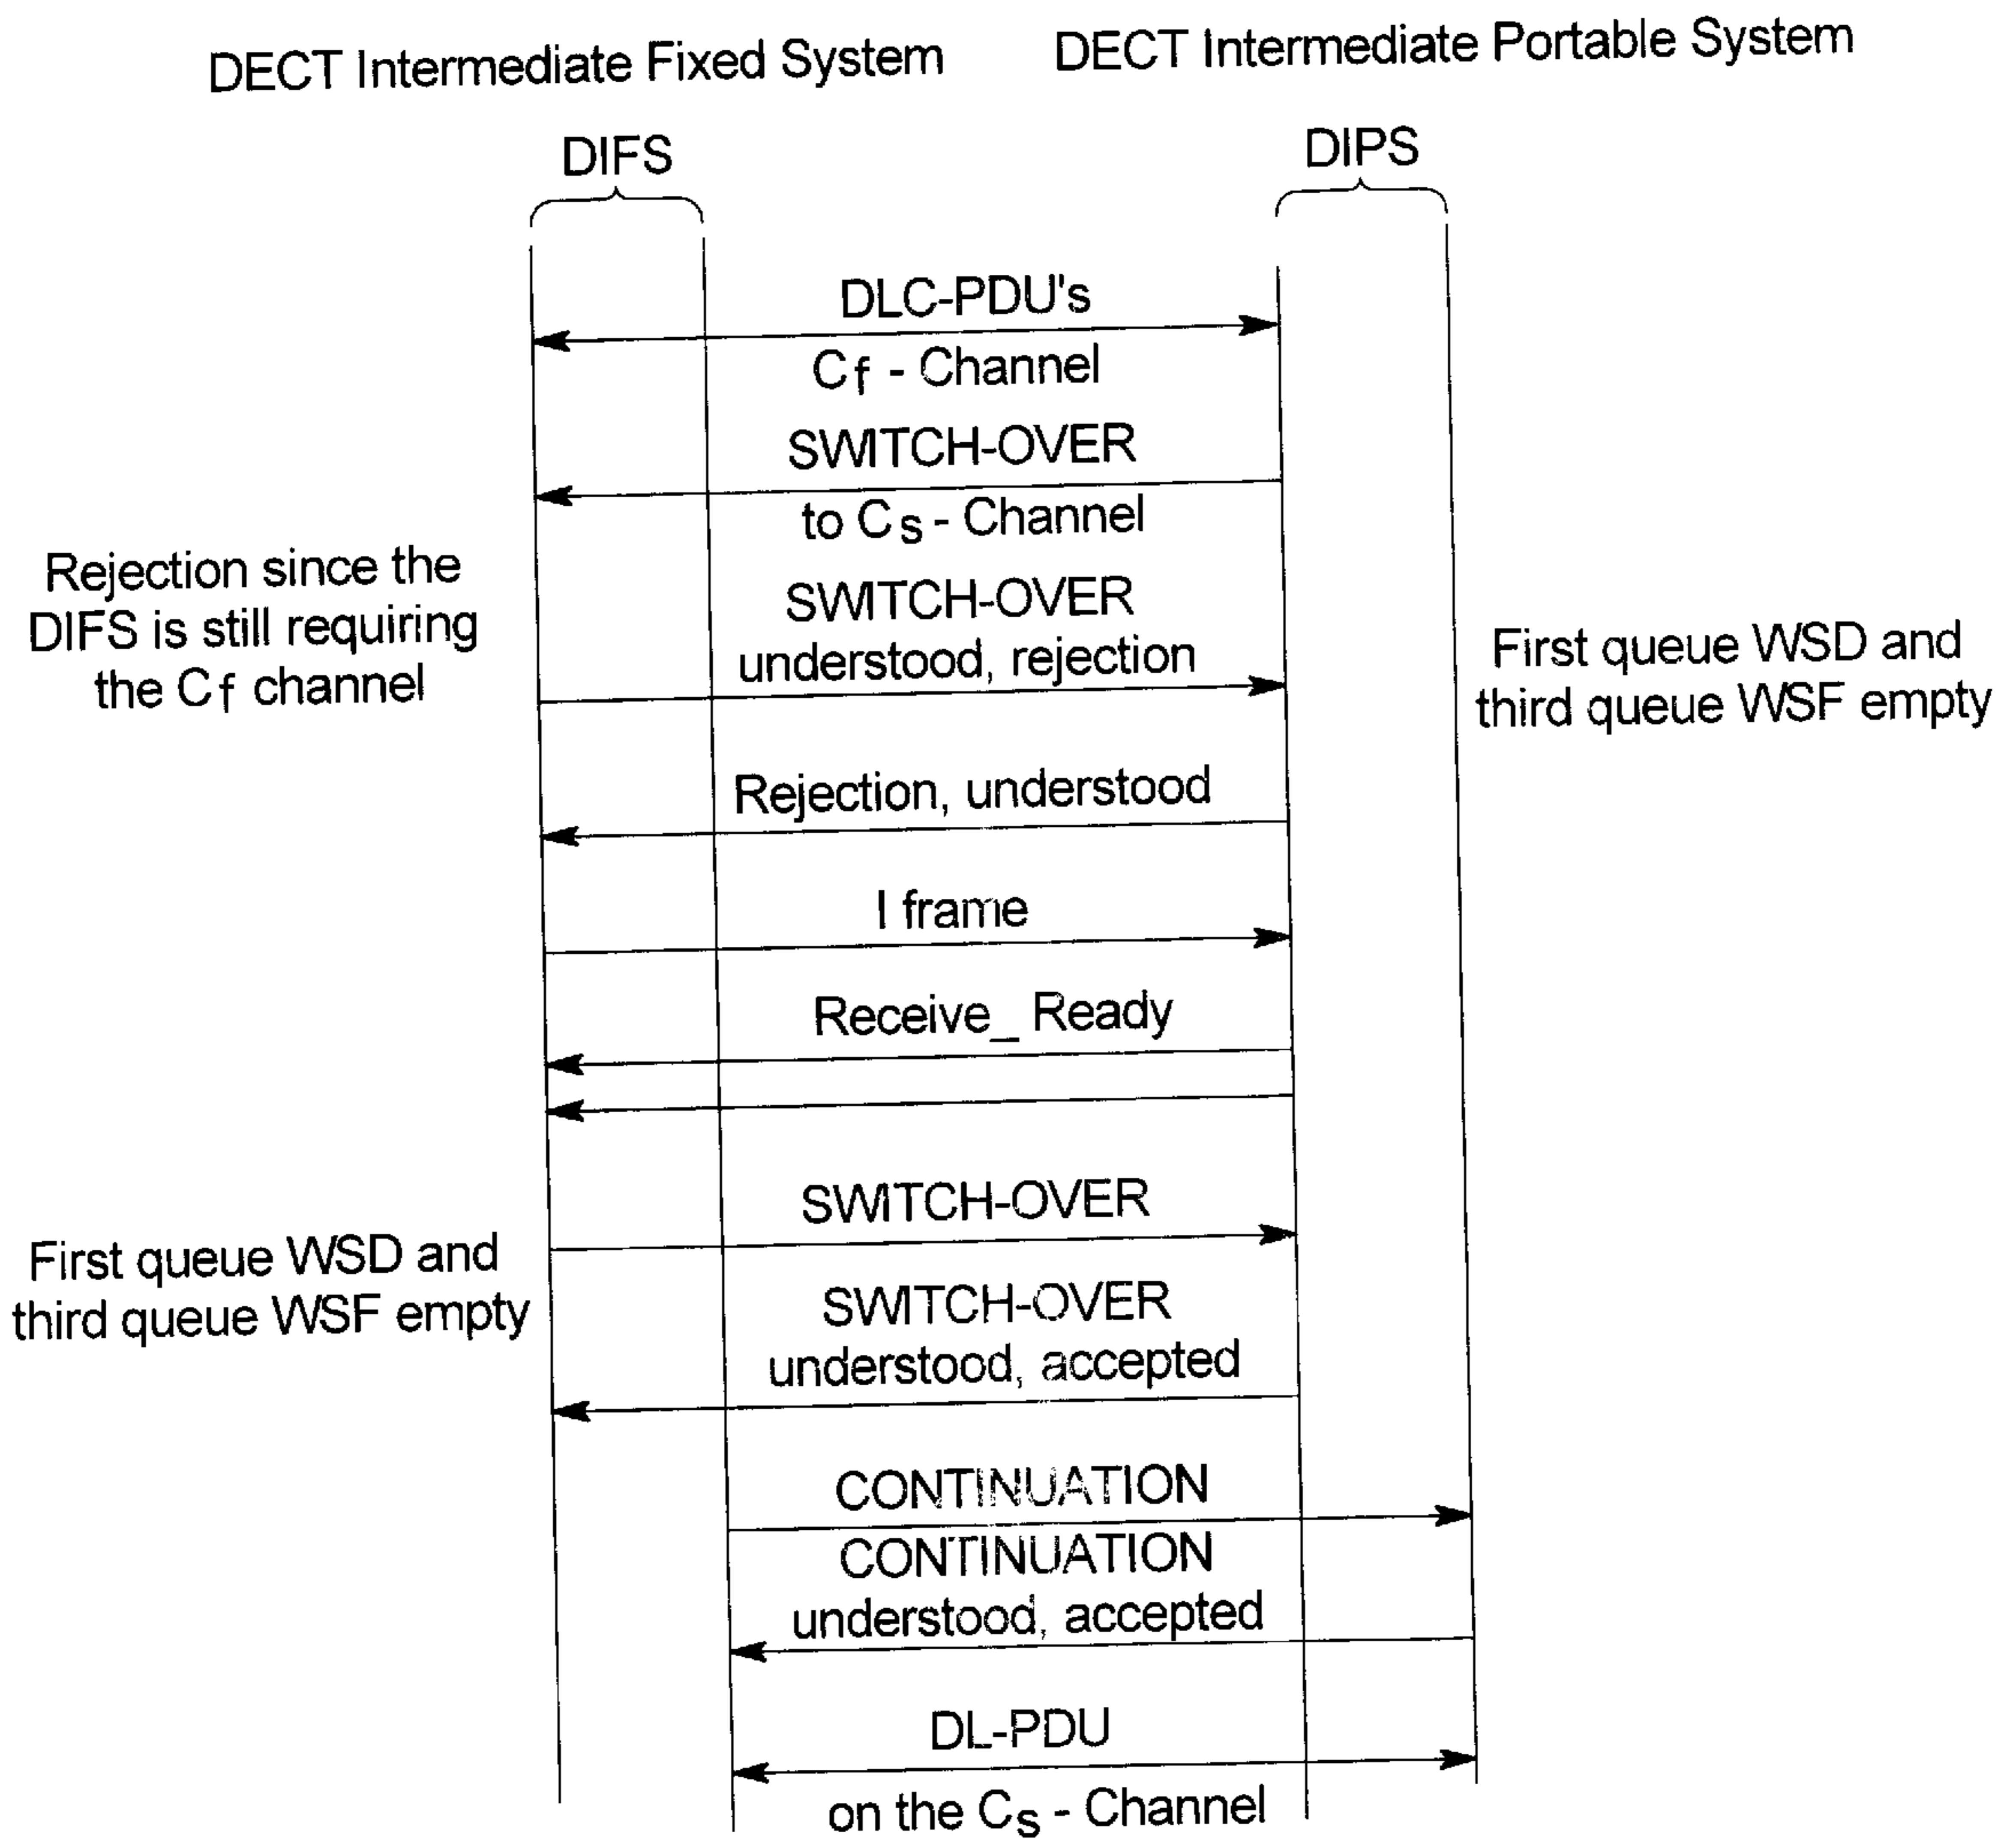 DECT Intermediate Fixed System
DECT Intermediate Portable System
DIFS
DIPS
DLC-PDU's
Cf - Channel
SWITCH-OVER
to Cs - Channel
Rejection since the
DIFS is still requiring
the Cf channel
SWITCH-OVER
understood, rejection
First queue WSD and
third queue WSF empty
Rejection, understood
I frame
Receive_ Ready
SWITCH-OVER
First queue WSD and
third queue WSF empty
SWITCH-OVER
understood, accepted
CONTINUATION
CONTINUATION
understood, accepted
DL-PDU
on the Cs - Channel